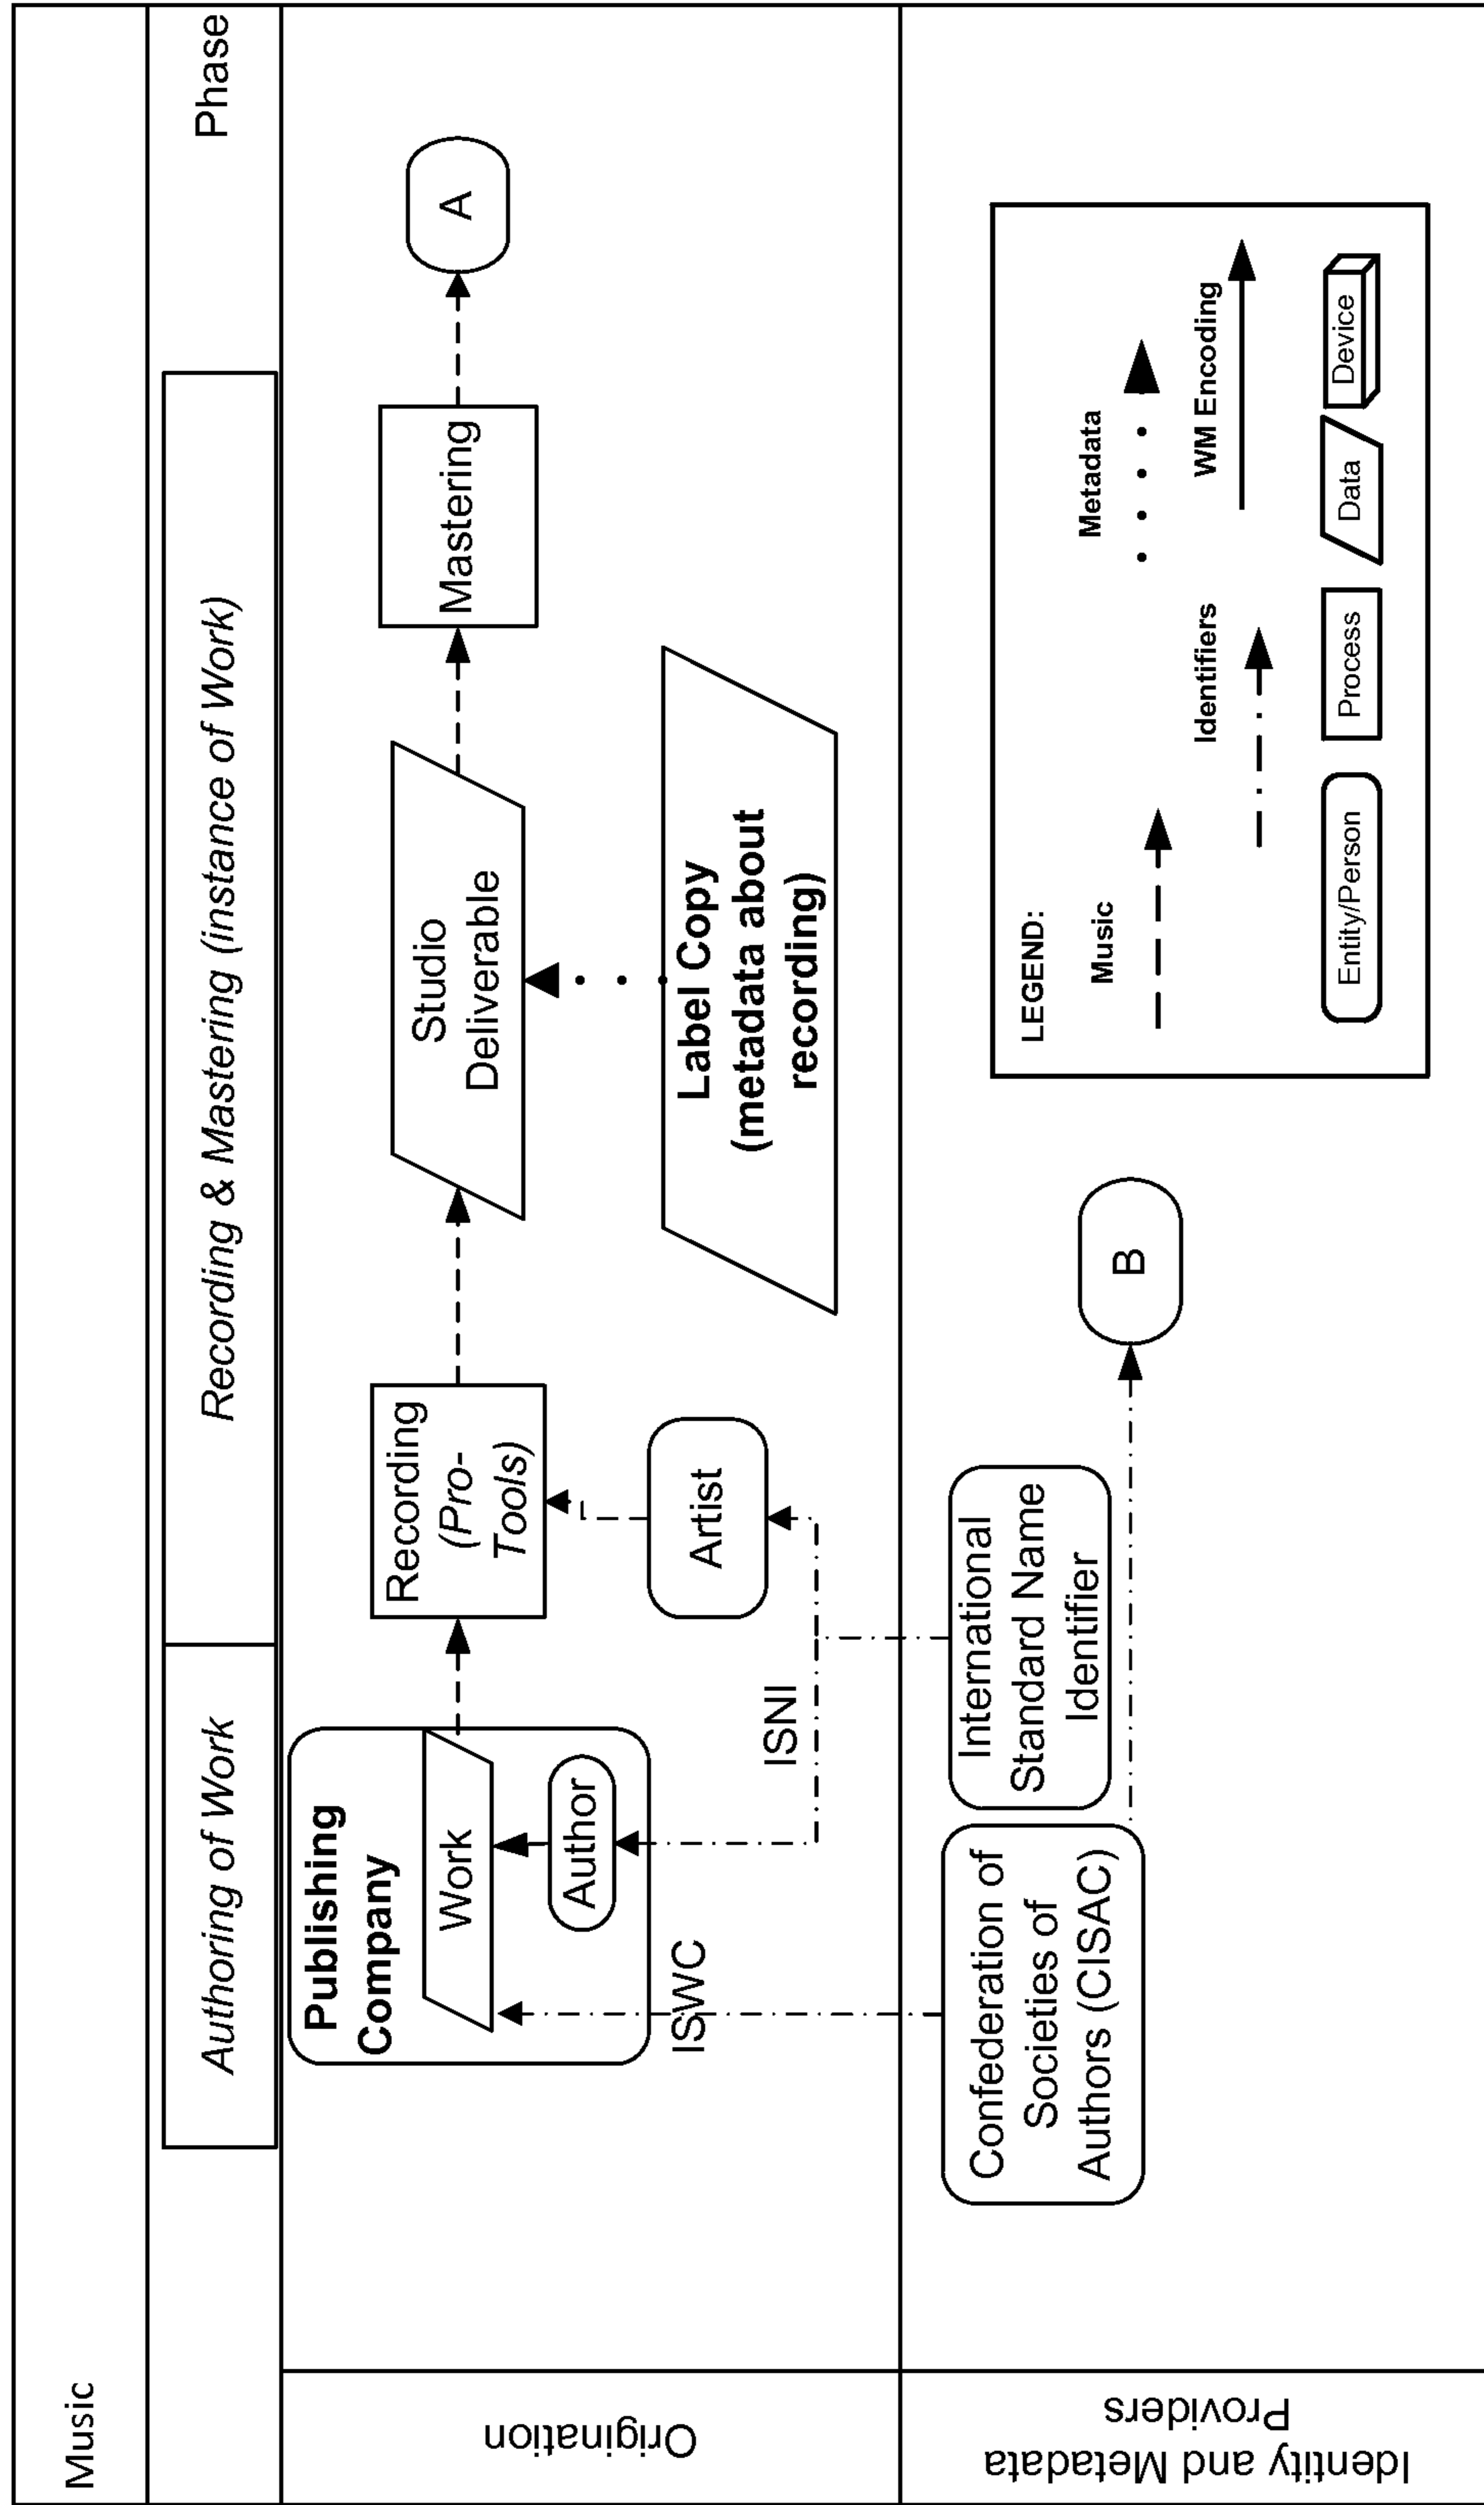 Music
Authoring of Work
Recording & Mastering (instance of Work)
Phase
Origination
Publishing
Company
Work
Author
ISWC
ISNI
Recording
(Pro-
Tools)
Artist
Studio
Deliverable
Label Copy
(metadata about
recording)
Mastering
A
Identity and Metadata
Providers
Confederation of
Societies of
Authors (CISAC)
International
Standard Name
Identifier
B
LEGEND:
Music
Identifiers
Metadata
WM Encoding
Entity/Person
Process
Data
Device